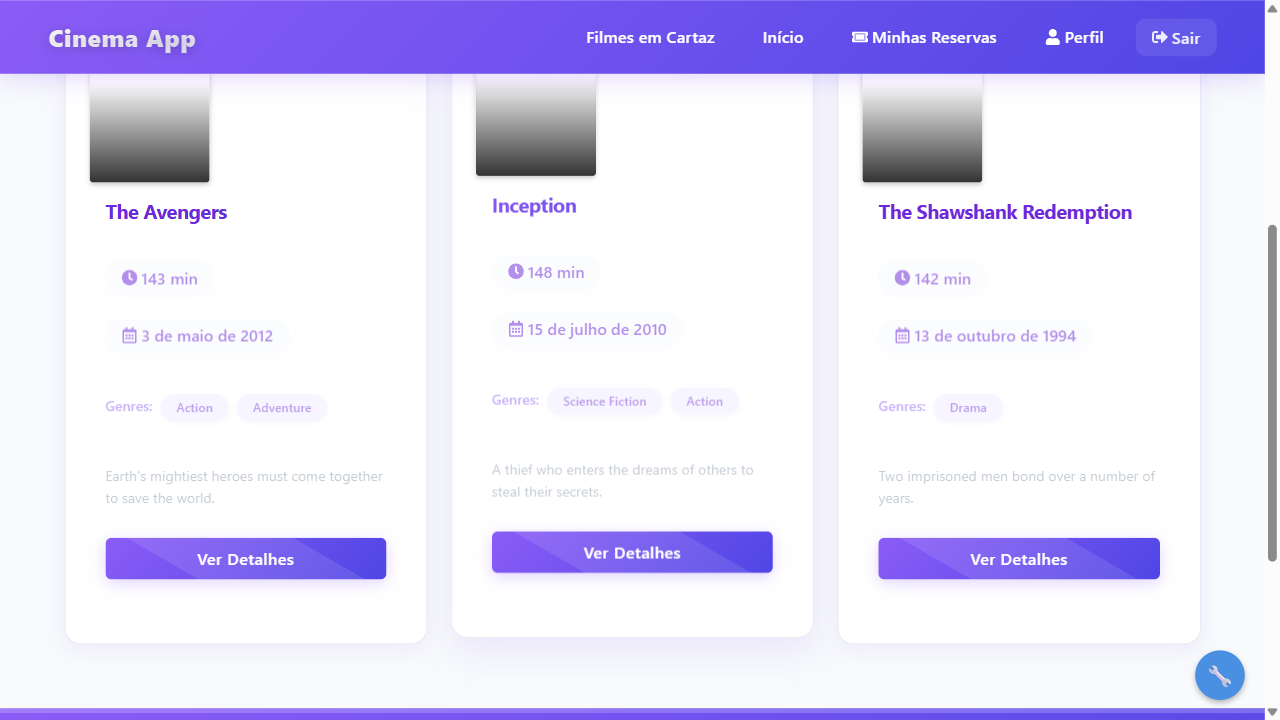 Cinema App
Filmes em Cartaz
Início
Minhas Reservas
Perfil
Sair
The Avengers
143 min
3 de maio de 2012
Genres: Action Adventure
Earth's mightiest heroes must come together
to save the world.
Ver Detalhes
Inception
148 min
15 de julho de 2010
Genres: Science Fiction Action
A thief who enters the dreams of others to
steal their secrets.
Ver Detalhes
The Shawshank Redemption
142 min
13 de outubro de 1994
Genres: Drama
Two imprisoned men bond over a number of
years.
Ver Detalhes